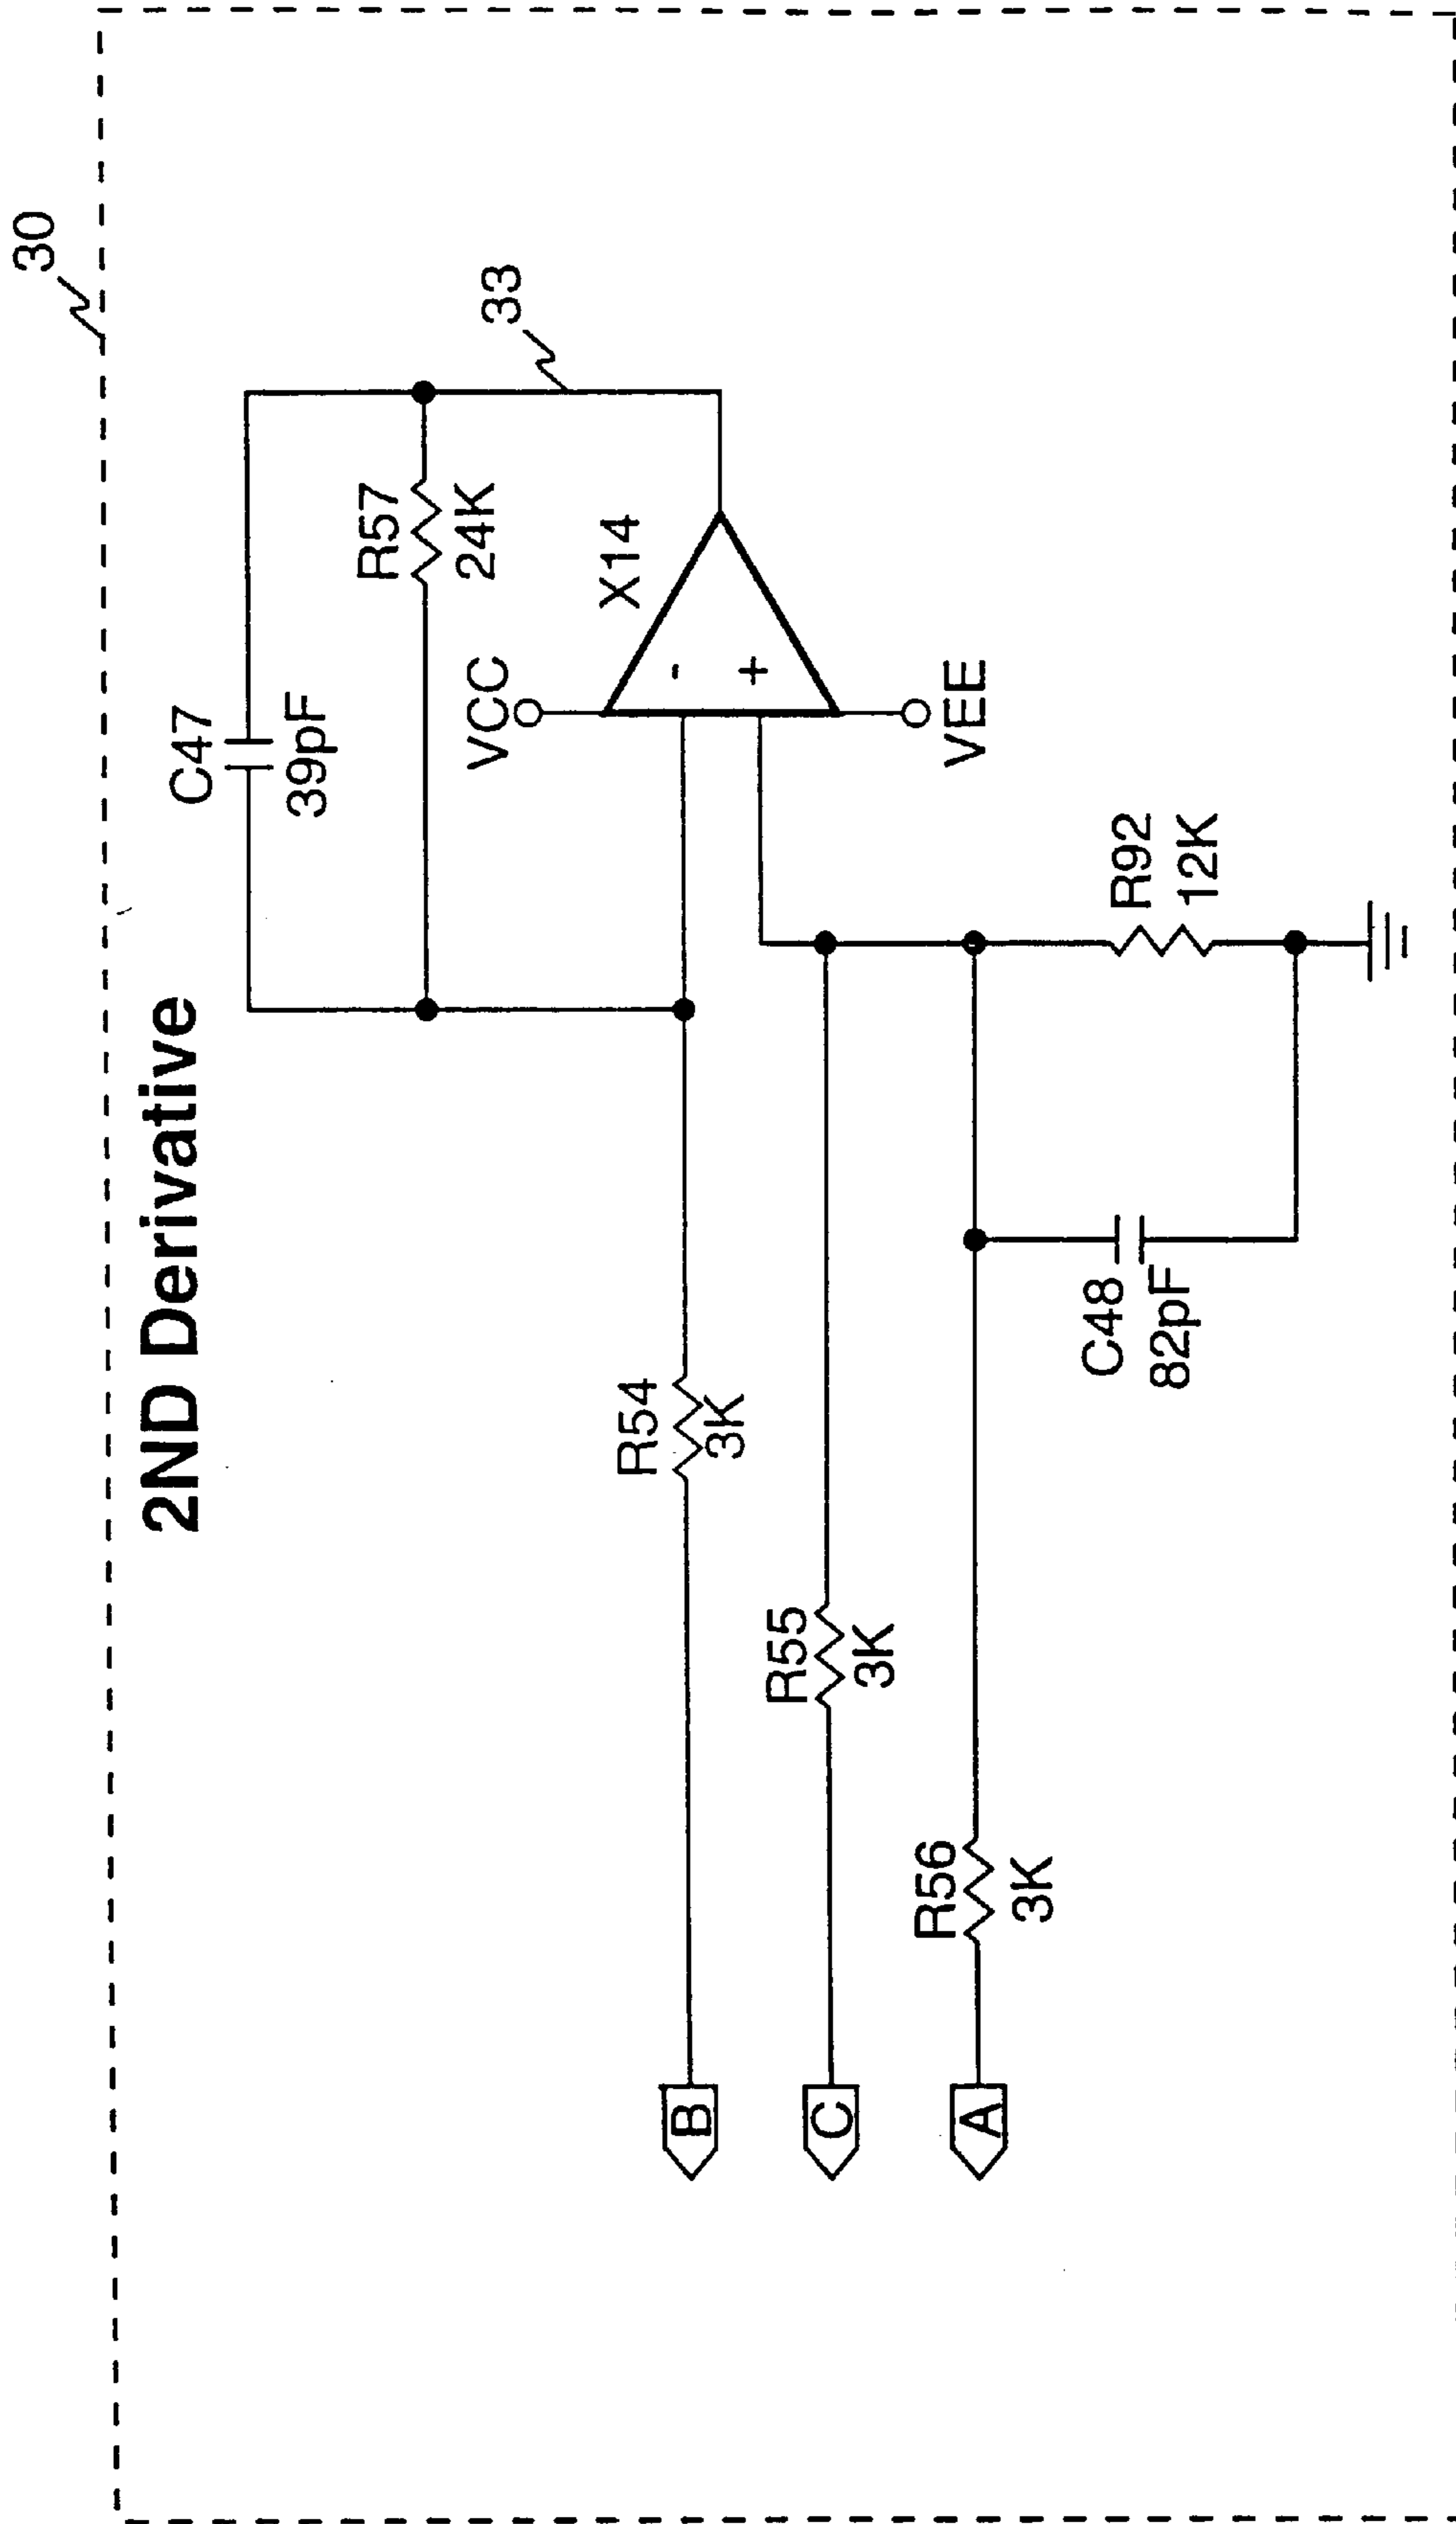 30
2ND Derivative
C47
39pF
R57
24K
33
VCC
X14
-
+
VEE
R54
3K
B
R55
3K
C
R56
3K
A
C48
82pF
R92
12K